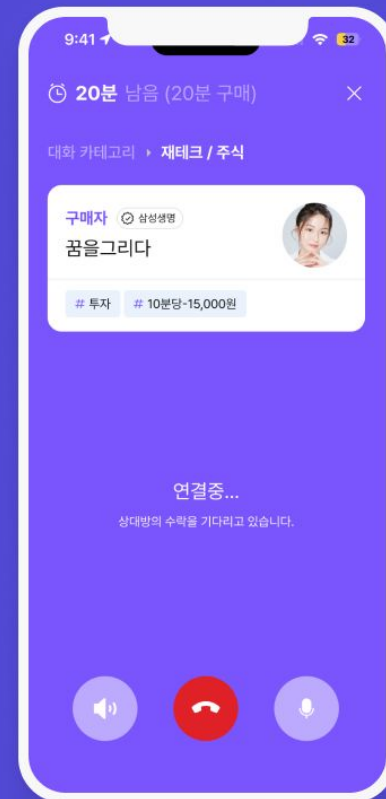 9:41
32
20분 남음 (20분 구매)
대화 카테고리 ▸ 재테크 / 주식
구매자 삼성생명
꿈을그리다
# 투자 # 10분당-15,000원
연결중...
상대방의 수락을 기다리고 있습니다.